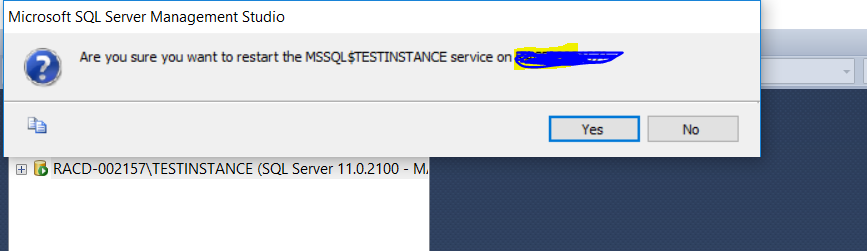 Microsoft SQL Server Management Studio
Are you sure you want to restart the MSSQL$TESTINSTANCE service on
Yes
No
RACD-002157\TESTINSTANCE (SQL Server 11.0.2100 - M